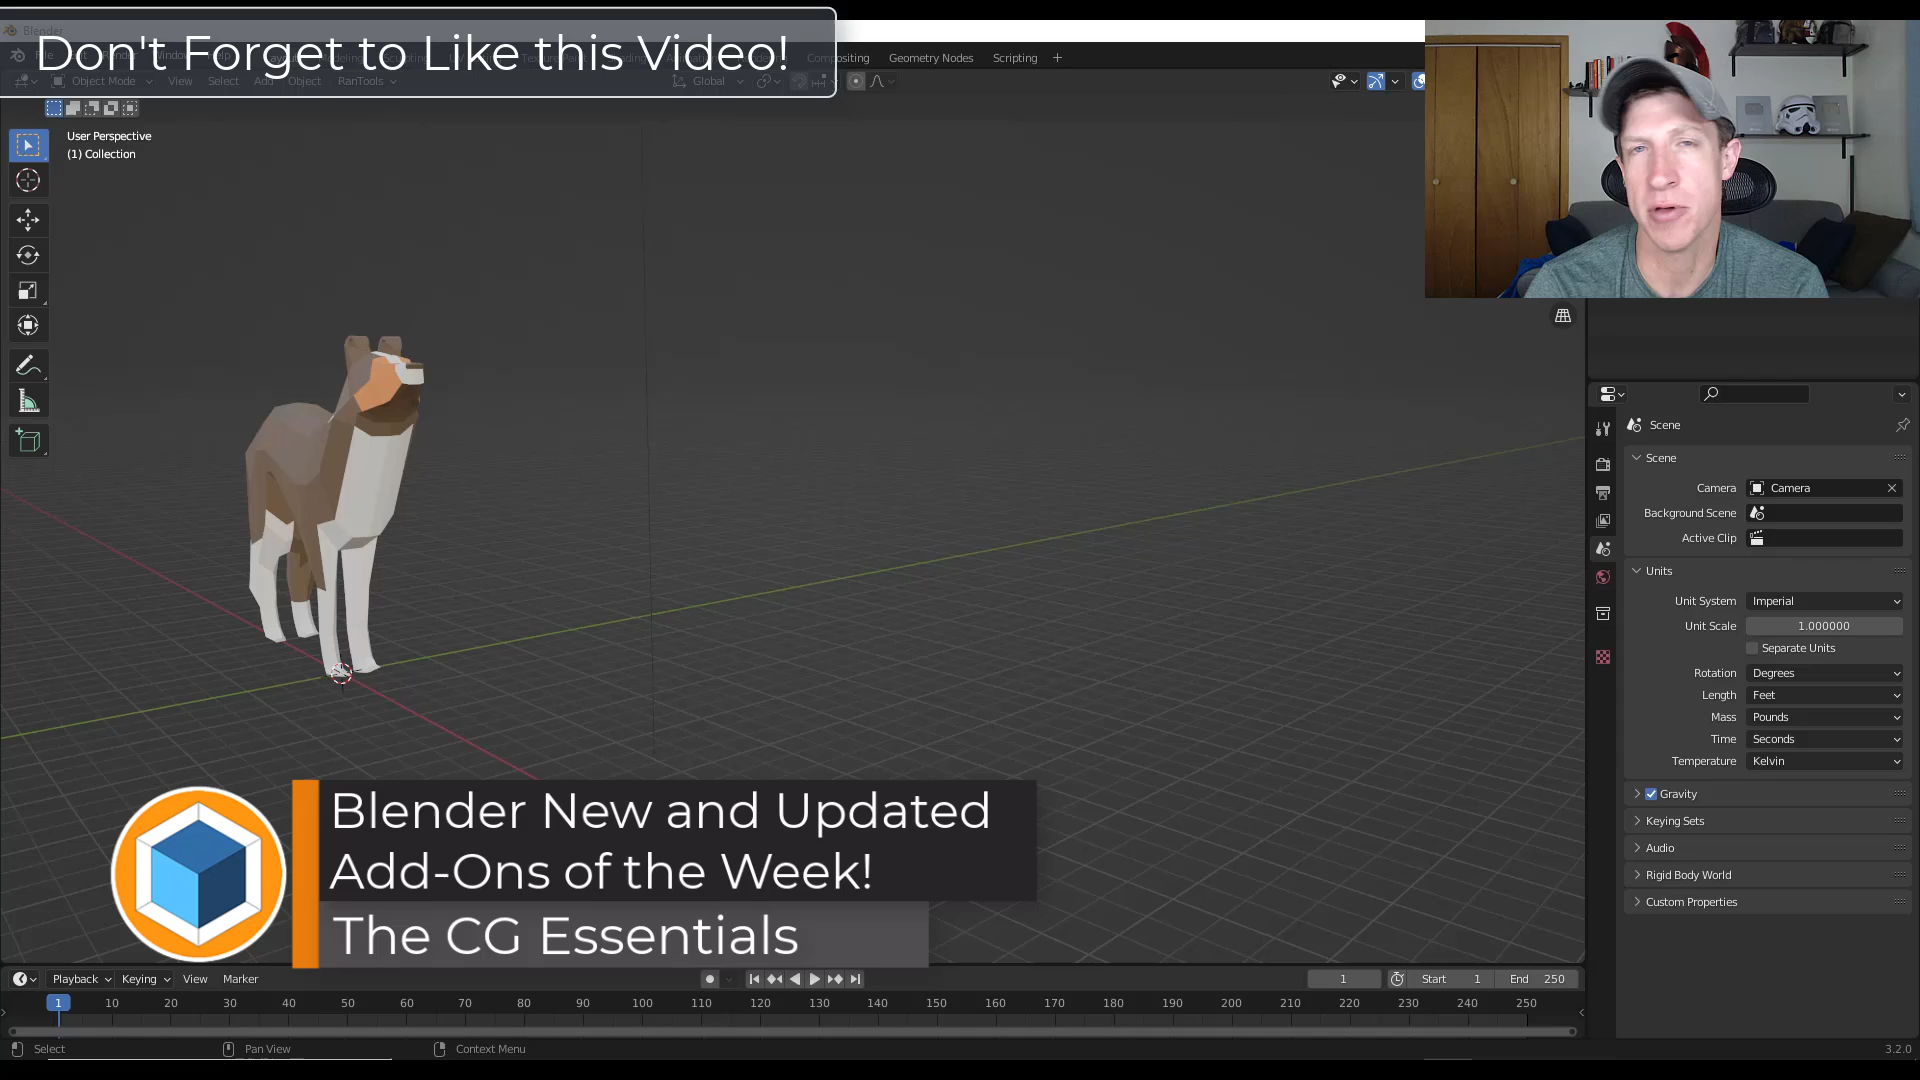 Blender
Don't Forget to Like this Video!
Compositing
Geometry Nodes
Scripting
Object Mode
View
Select
Add
Object
RanTools
Global
User Perspective
(1) Collection
Scene
Scene
Camera
Camera
Background Scene
Active Clip
Units
Unit System
Imperial
Unit Scale
1.000000
Separate Units
Rotation
Degrees
Length
Feet
Mass
Pounds
Time
Seconds
Temperature
Kelvin
Gravity
Keying Sets
Audio
Rigid Body World
Custom Properties
Blender New and Updated
Add-Ons of the Week!
The CG Essentials
Playback
Keying
View
Marker
1
Start 1
End 250
1 10 20 30 40 50 60 70 80 90 100 110 120 130 140 150 160 170 180 190 200 210 220 230 240 250
Select
Pan View
Context Menu
3.2.0